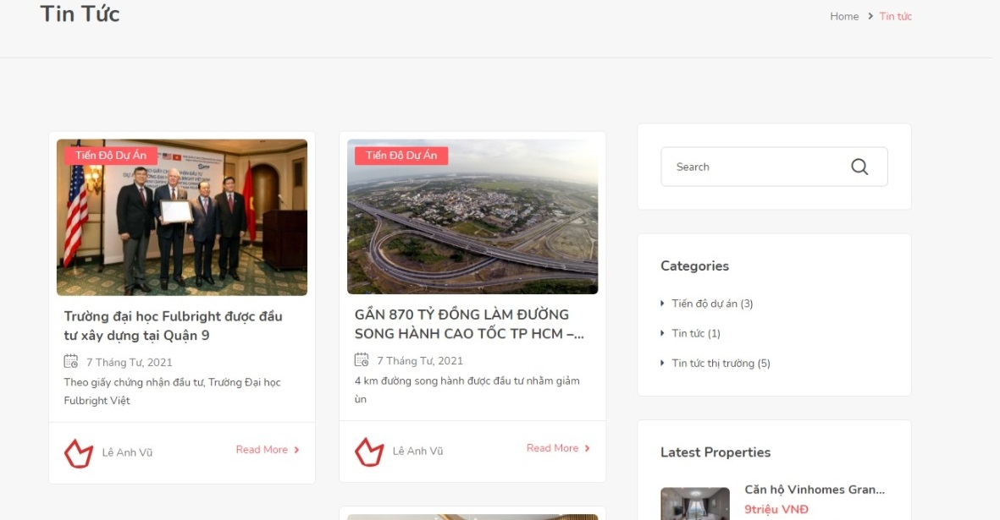 Tin Tức
Home > Tin tức
Tiến Độ Dự Án
Trường đại học Fulbright được đầu
tư xây dựng tại Quận 9
7 Tháng Tư, 2021
Theo giấy chứng nhận đầu tư, Trường Đại học
Fulbright Việt
Lê Anh Vũ
Read More
Tiến Độ Dự Án
GẦN 870 TỶ ĐỒNG LÀM ĐƯỜNG
SONG HÀNH CAO TỐC TP HCM –...
7 Tháng Tư, 2021
4 km đường song hành được đầu tư nhằm giảm
ùn
Lê Anh Vũ
Read More
Search
Categories
Tiến độ dự án (3)
Tin tức (1)
Tin tức thị trường (5)
Latest Properties
Căn hộ Vinhomes Gran...
9triệu VNĐ